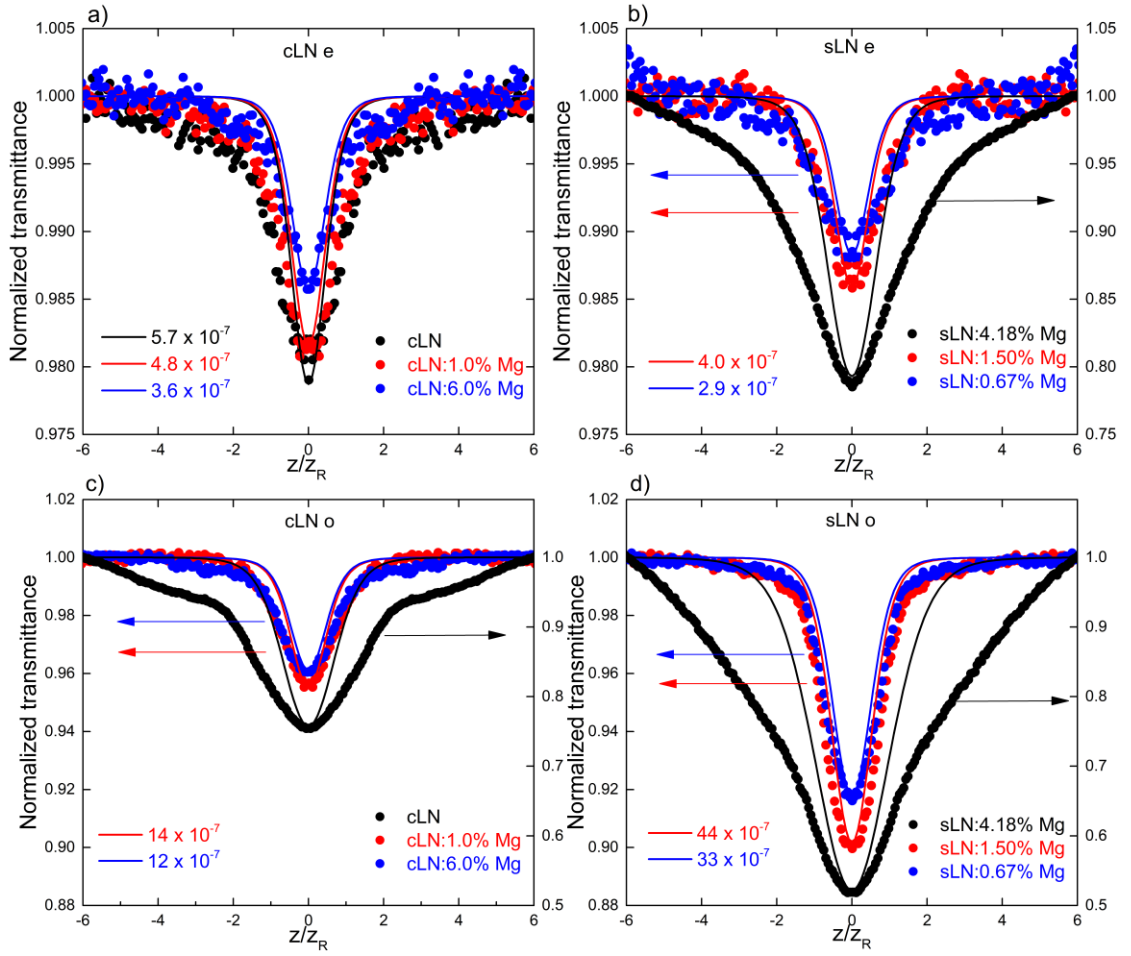 a)
cLN e
Normalized transmittance
1.005
1.000
0.995
0.990
0.985
0.980
0.975
5.7 x 10⁻⁷
4.8 x 10⁻⁷
3.6 x 10⁻⁷
cLN
cLN:1.0% Mg
cLN:6.0% Mg
-6 -4 -2 0 2 4 6
z/z_R
b)
sLN e
Normalized transmittance
1.005
1.000
0.995
0.990
0.985
0.980
0.975
1.05
1.00
0.95
0.90
0.85
0.80
0.75
4.0 x 10⁻⁷
2.9 x 10⁻⁷
sLN:4.18% Mg
sLN:1.50% Mg
sLN:0.67% Mg
-6 -4 -2 0 2 4 6
z/z_R
c)
cLN o
Normalized transmittance
1.02
1.00
0.98
0.96
0.94
0.92
0.90
0.88
1.0
0.9
0.8
0.7
0.6
0.5
14 x 10⁻⁷
12 x 10⁻⁷
cLN
cLN:1.0% Mg
cLN:6.0% Mg
-6 -4 -2 0 2 4 6
z/z_R
d)
sLN o
Normalized transmittance
1.02
1.00
0.98
0.96
0.94
0.92
0.90
0.88
1.0
0.9
0.8
0.7
0.6
0.5
44 x 10⁻⁷
33 x 10⁻⁷
sLN:4.18% Mg
sLN:1.50% Mg
sLN:0.67% Mg
-6 -4 -2 0 2 4 6
z/z_R